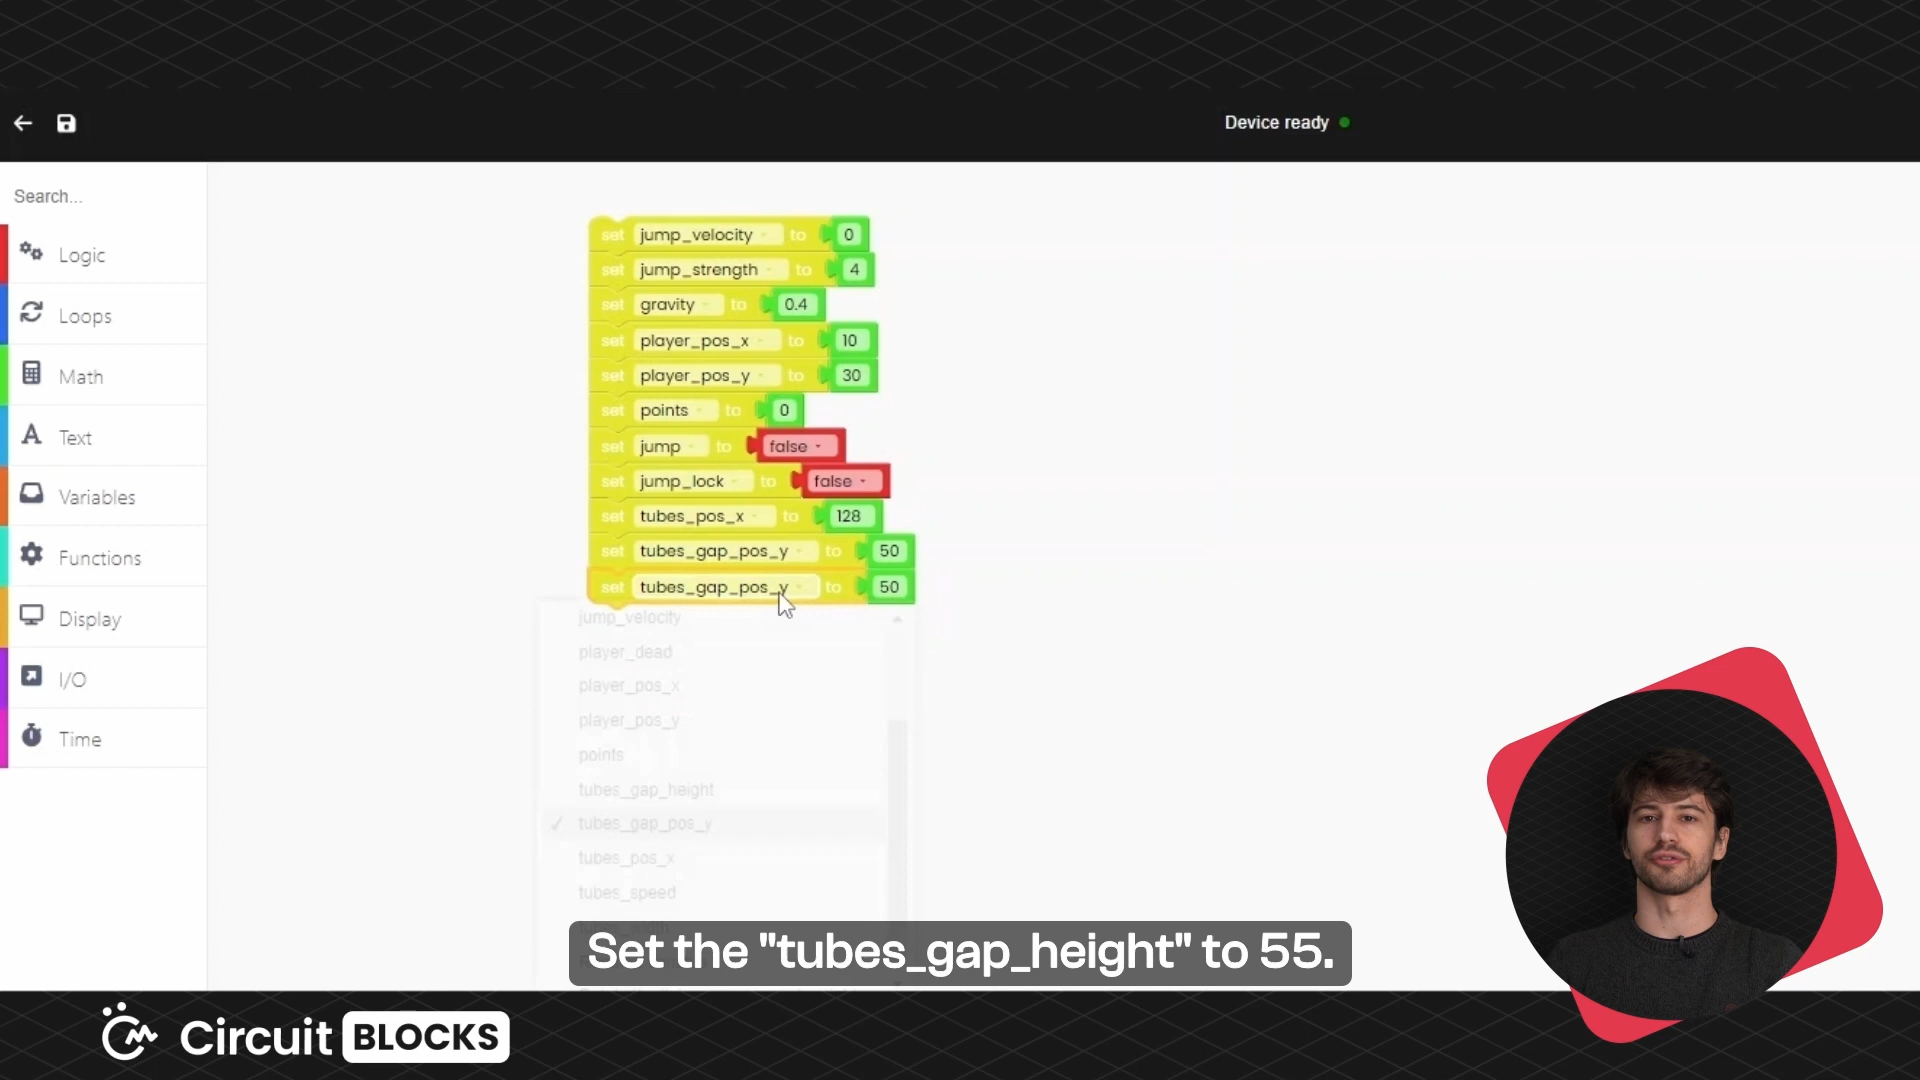 Device ready
Search...
Logic
Loops
Math
Text
Variables
Functions
Display
I/O
Time
set jump_velocity to 0
set jump_strength to 4
set gravity to 0.4
set player_pos_x to 10
set player_pos_y to 30
set points to 0
set jump to false
set jump_lock to false
set tubes_pos_x to 128
set tubes_gap_pos_y to 50
set tubes_gap_pos_y to 50
jump_velocity
player_dead
player_pos_x
player_pos_y
points
tubes_gap_height
✓ tubes_gap_pos_y
tubes_pos_x
tubes_speed
Set the "tubes_gap_height" to 55.
Circuit BLOCKS